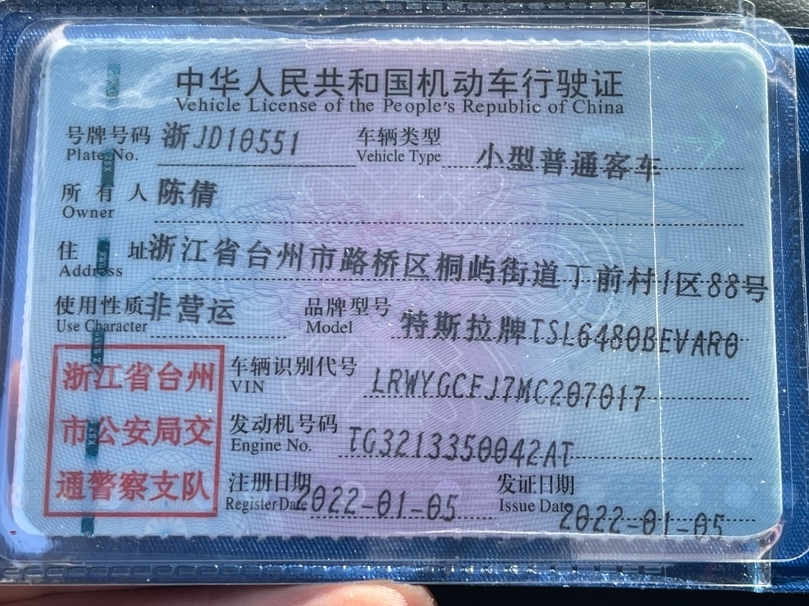 中华人民共和国机动车行驶证
Vehicle License of the People's Republic of China
号牌号码 浙JD10551 车辆类型 小型普通客车
Plate No. Vehicle Type
所有人 陈倩
Owner
住址 浙江省台州市路桥区桐屿街道丁前村1区88号
Address
使用性质 非营运 品牌型号 特斯拉牌TSL6480BEVAR0
Use Character Model
浙江省台州
市公安局交
通警察支队
车辆识别代号 LRWYGCFJ7MC207017
VIN
发动机号码 TG3213350042AT
Engine No.
注册日期 2022-01-05 发证日期 2022-01-05
Register Date Issue Date